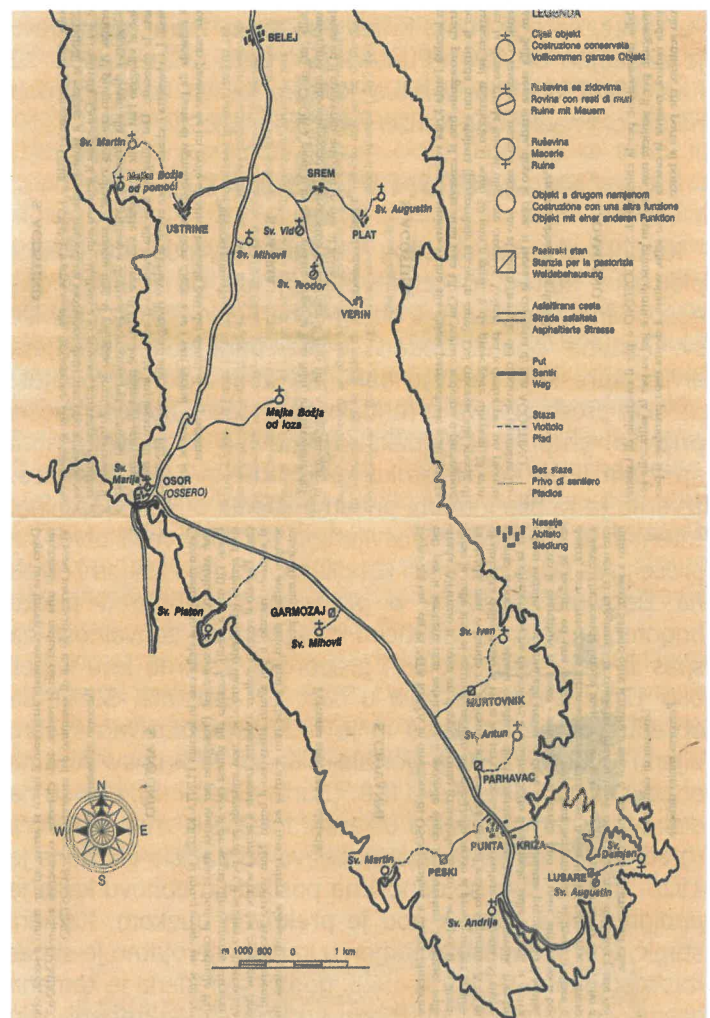 LEGENDA
Cijeli objekt
Costruzione conservata
Vollkommen ganzes Objekt
Ruševina sa zidovima
Rovina con resti di muri
Ruine mit Mauern
Ruševina
Macerie
Ruine
Objekt s drugom namjenom
Costruzione con una altra funzione
Objekt mit einer anderen Funktion
Pastirski stan
Stanzia per la pastorizia
Weidebehausung
Asfaltirana cesta
Strada asfaltata
Asphaltierte Strasse
Put
Sentir
Weg
Staza
Viottolo
Pfad
Bez staze
Privo di sentiero
Pfadlos
Naselje
Abitato
Siedlung
BELEJ
Sv. Martin
Majka Božja
od pomoći
USTRINE
SREM
Sv. Augustin
PLAT
Sv. Vid
Sv. Mihovil
Sv. Teodor
VERIN
Majka Božja
od loza
Sv.
Marija
OSOR
(OSSERO)
Sv. Platon
GARMOZAJ
Sv. Mihovil
Sv. Ivan
MURTOVNIK
Sv. Antun
PARHAVAC
PUNTA
KRIŽA
Sv. Martin
PESKI
Sv.
Damjan
LUSARE
Sv. Augustin
Sv. Andrija
N
W
E
S
m 1000 800 0 1 km